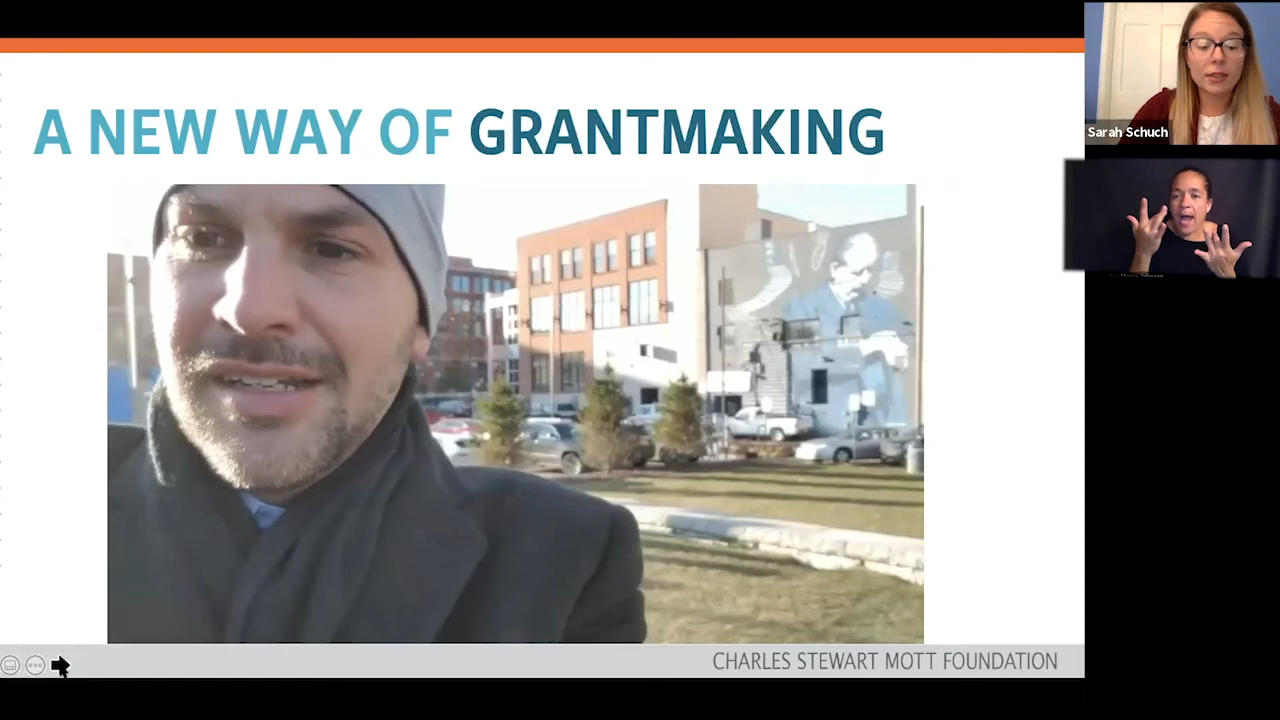 A NEW WAY OF GRANTMAKING
Sarah Schuch
CHARLES STEWART MOTT FOUNDATION